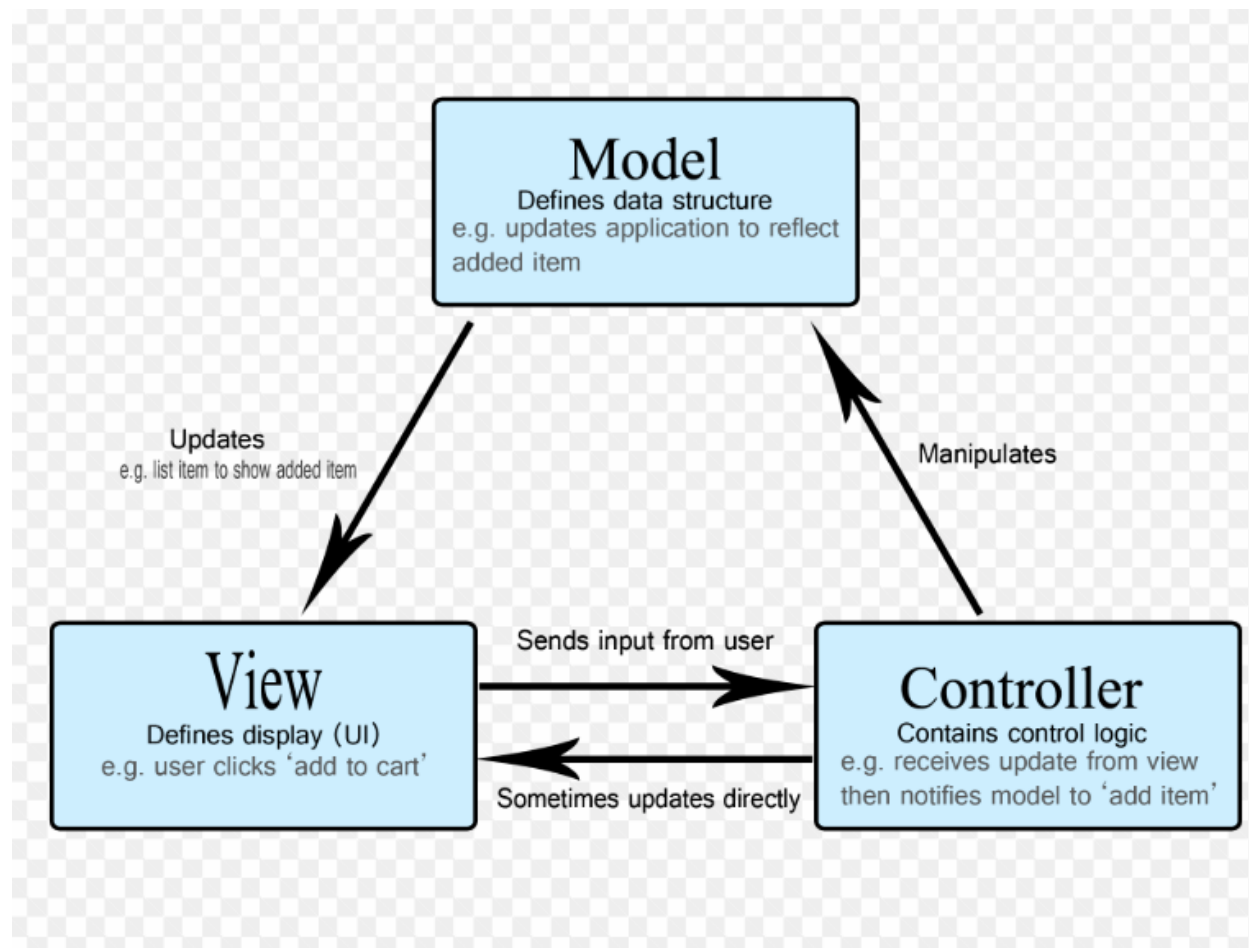 Model
Defines data structure
e.g. updates application to reflect
added item
Updates
e.g. list item to show added item
Manipulates
View
Defines display (UI)
e.g. user clicks ‘add to cart’
Sends input from user
Sometimes updates directly
Controller
Contains control logic
e.g. receives update from view
then notifies model to ‘add item’